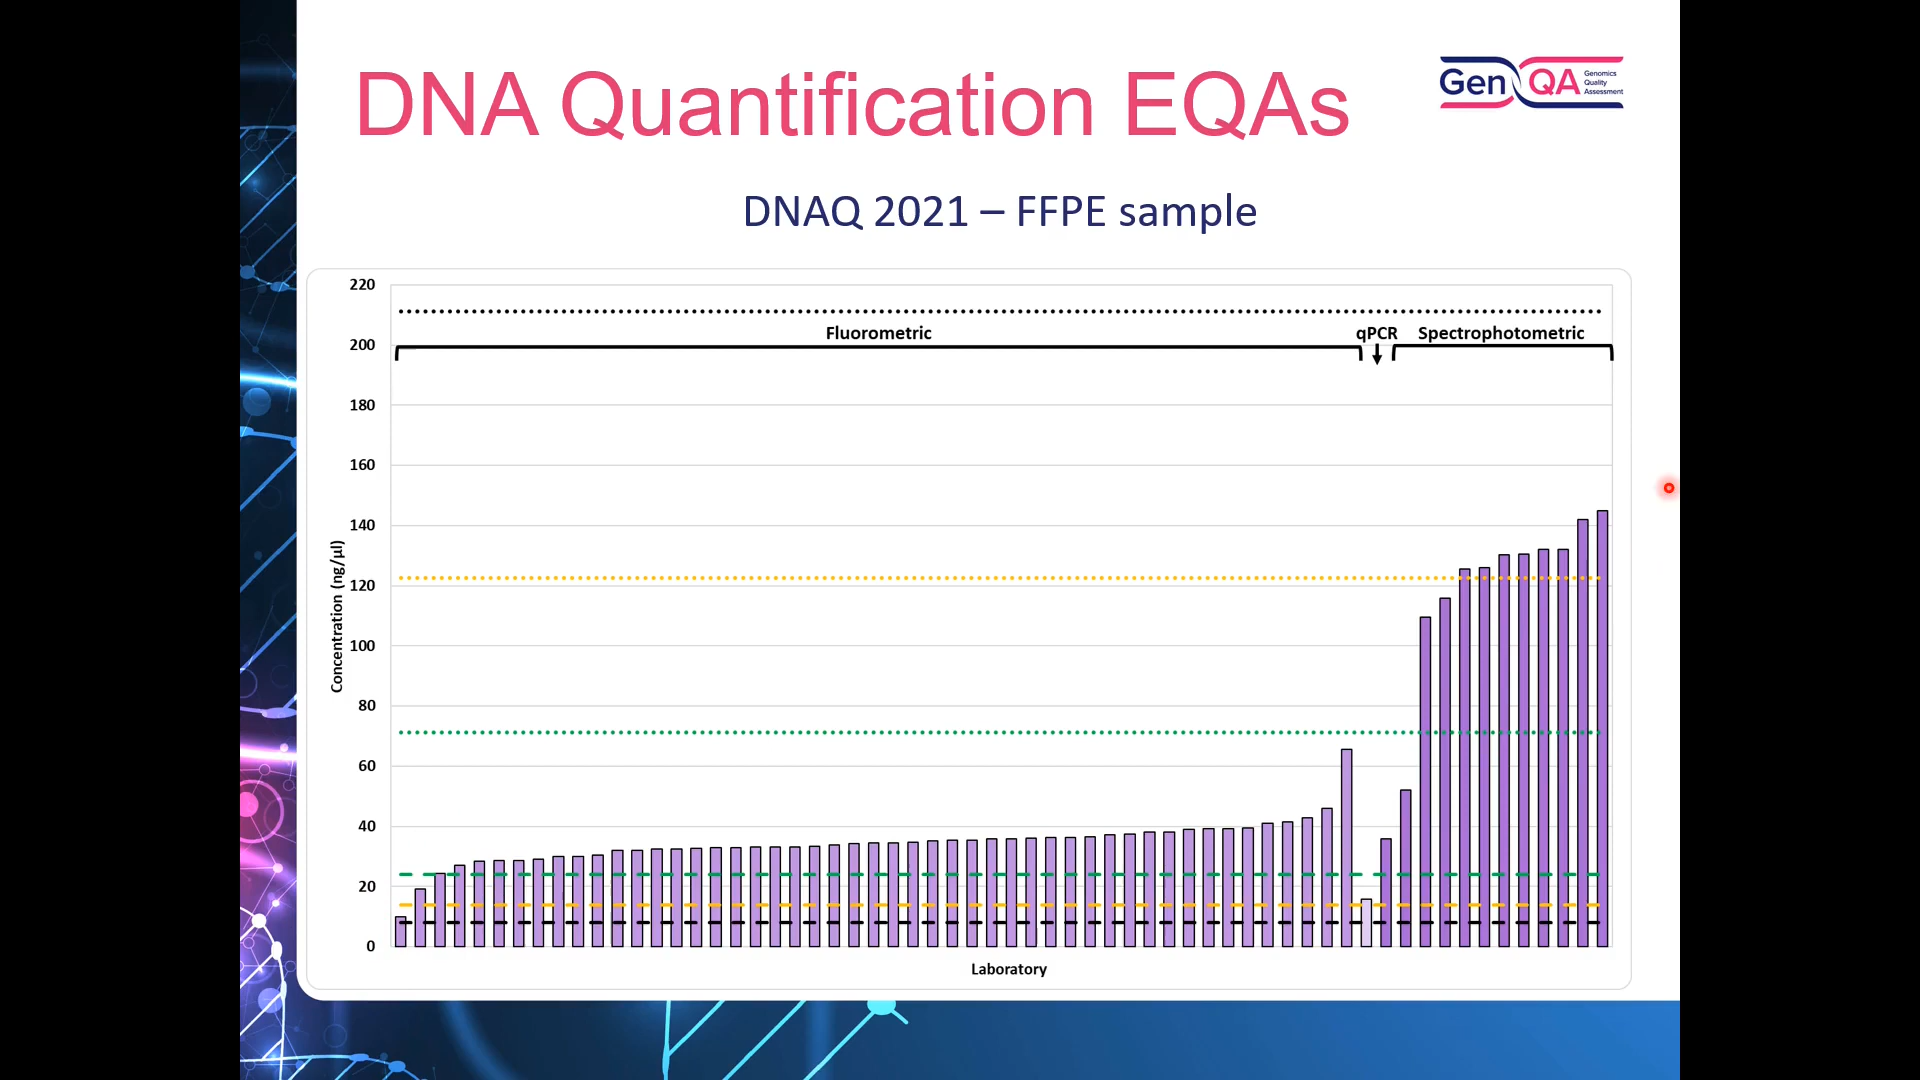 DNA Quantification EQAs
Gen QA Genomics
Quality
Assessment
DNAQ 2021 – FFPE sample
220
200
180
160
140
120
100
80
60
40
20
0
Fluorometric
qPCR
Spectrophotometric
Concentration (ng/µl)
Laboratory